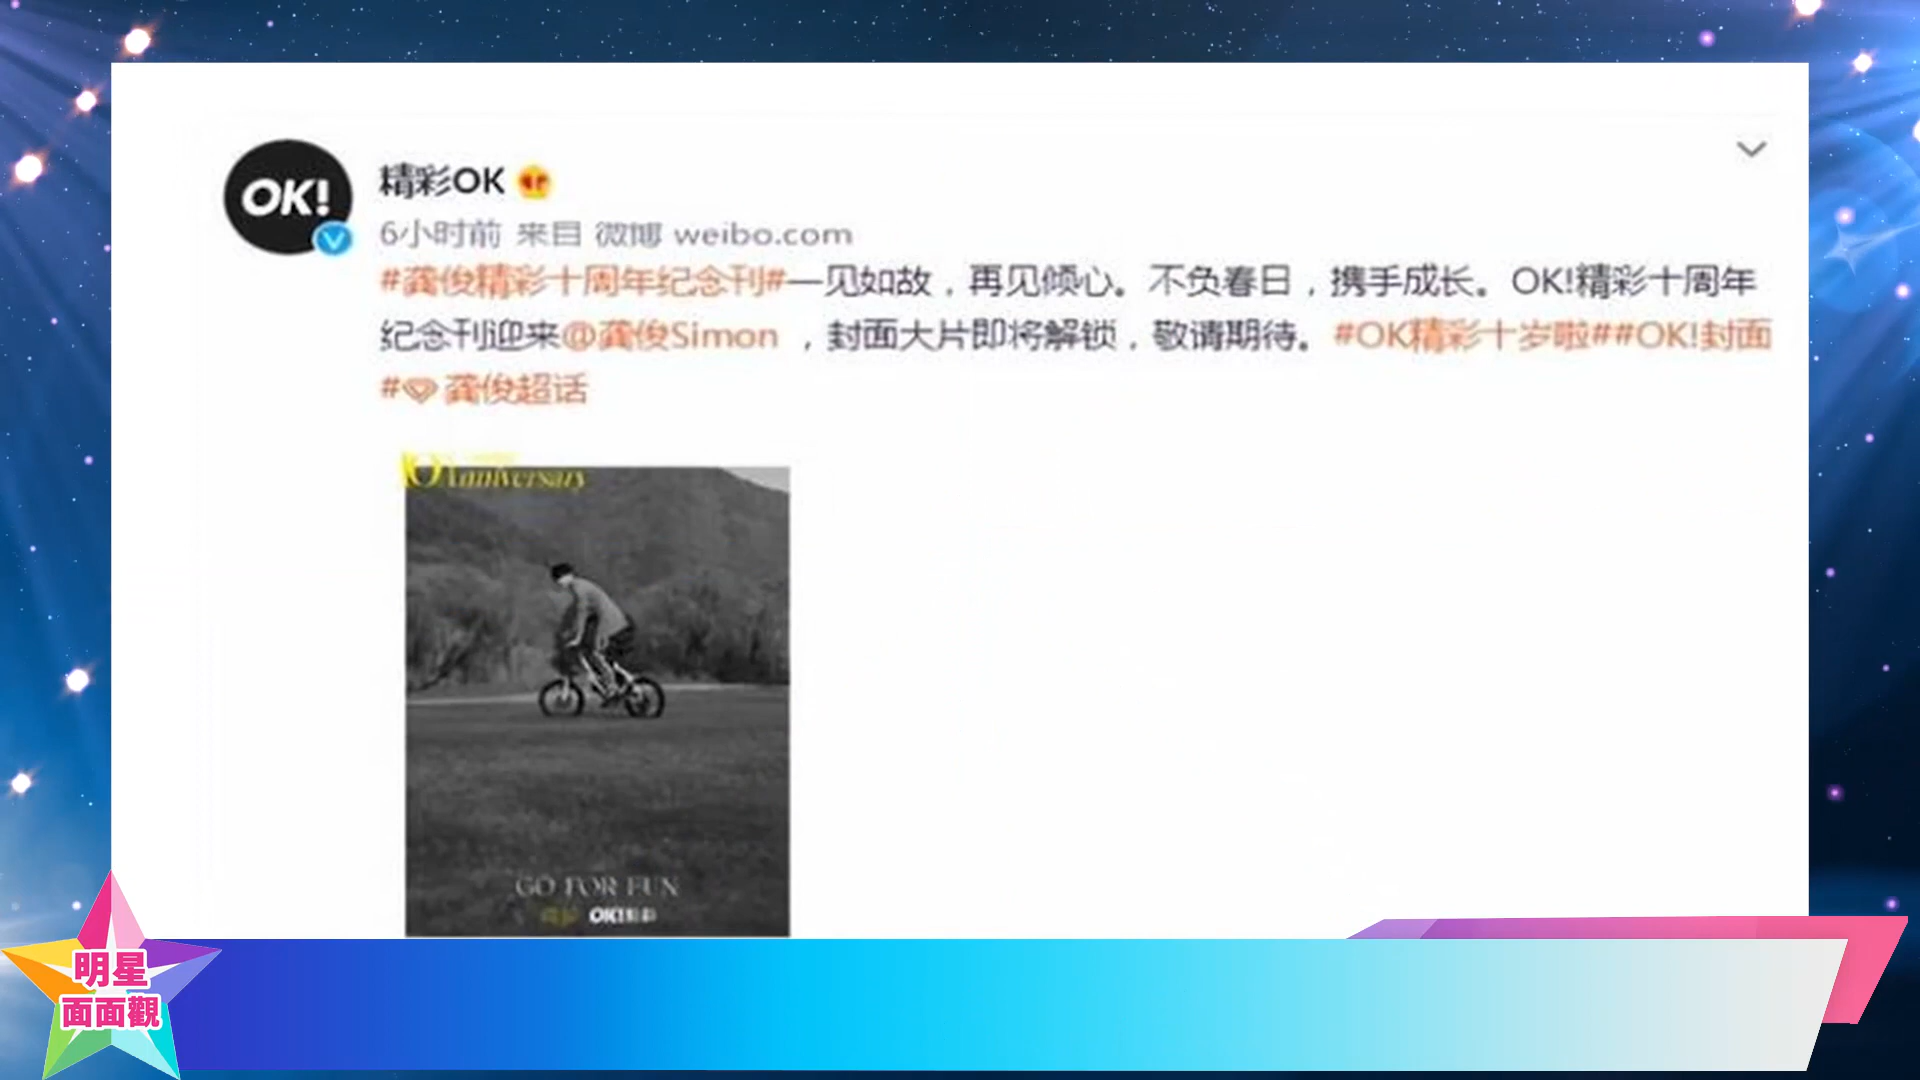 OK!
精彩OK
6小时前 来自 微博 weibo.com
#龚俊精彩十周年纪念刊#一见如故，再见倾心。不负春日，携手成长。OK!精彩十周年
纪念刊迎来@龚俊Simon ，封面大片即将解锁，敬请期待。#OK精彩十岁啦##OK!封面
#龚俊超话
10 Anniversary
GO FOR FUN
OK!精彩
明星
面面觀